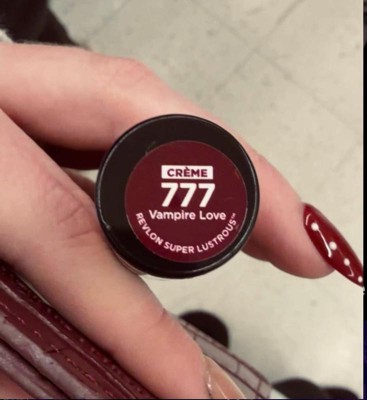 CRÈME
777
Vampire Love
REVLON SUPER LUSTROUS™